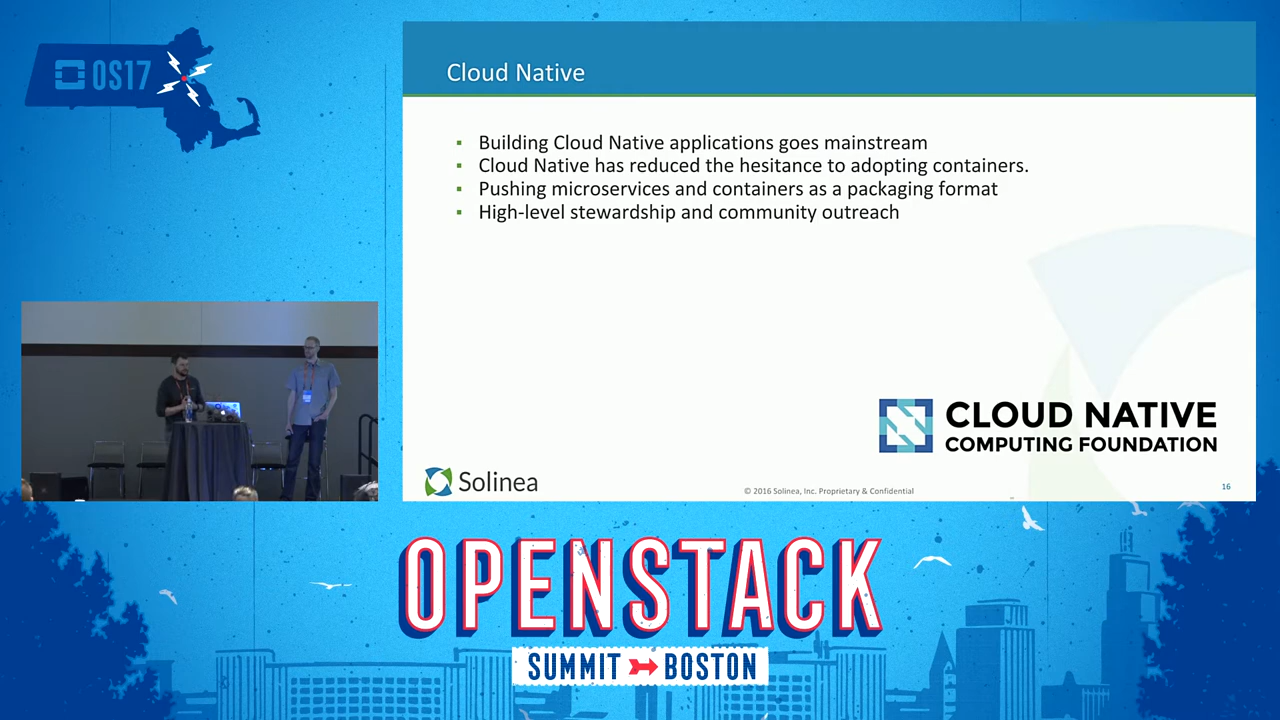 OS17
Cloud Native
Building Cloud Native applications goes mainstream
Cloud Native has reduced the hesitance to adopting containers.
Pushing microservices and containers as a packaging format
High-level stewardship and community outreach
CLOUD NATIVE
COMPUTING FOUNDATION
Solinea
© 2016 Solinea, Inc. Proprietary & Confidential
16
OPENSTACK
SUMMIT BOSTON